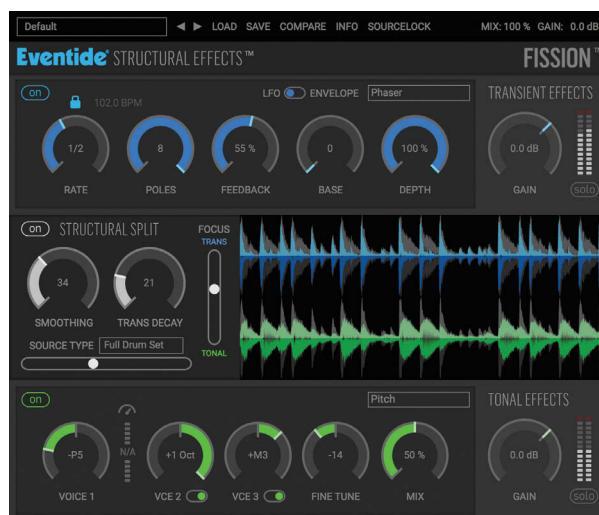 Default ◀ ▶ LOAD SAVE COMPARE INFO SOURCELOCK MIX: 100 % GAIN: 0.0 dB
Eventide® STRUCTURAL EFFECTS™ FISSION™
on 102.0 BPM LFO ENVELOPE Phaser TRANSIENT EFFECTS
1/2 8 55 % 0 100 % 0.0 dB
RATE POLES FEEDBACK BASE DEPTH GAIN solo
on STRUCTURAL SPLIT FOCUS
TRANS
34 21
SMOOTHING TRANS DECAY
SOURCE TYPE Full Drum Set
TONAL
on Pitch TONAL EFFECTS
-P5 N/A +1 Oct +M3 -14 50 % 0.0 dB
VOICE 1 VCE 2 VCE 3 FINE TUNE MIX GAIN solo